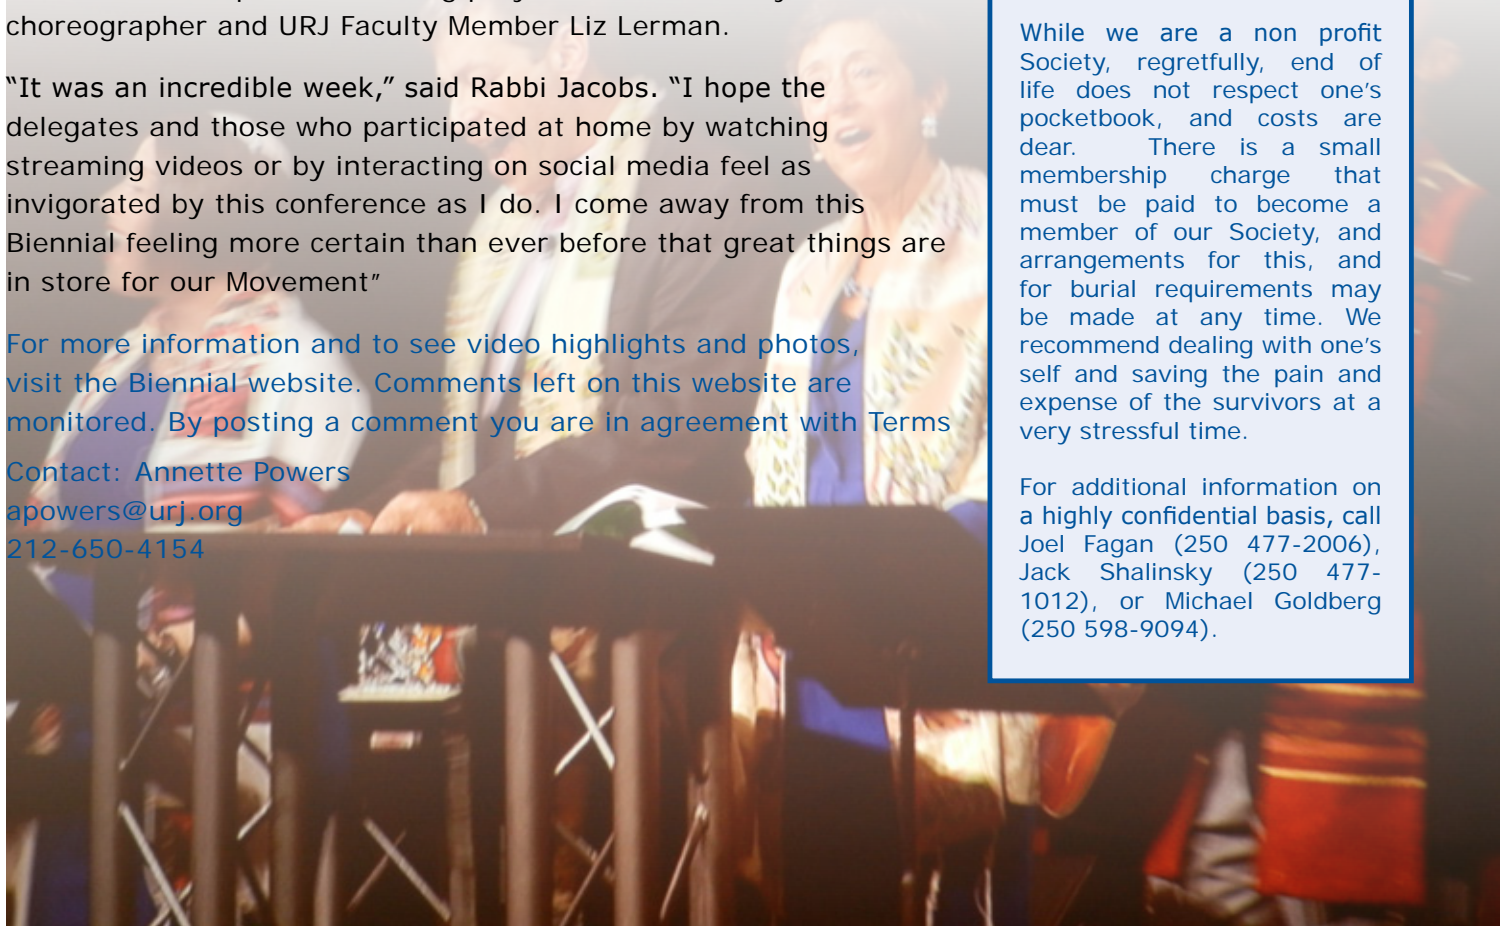 choreographer and URJ Faculty Member Liz Lerman.
“It was an incredible week,” said Rabbi Jacobs. “I hope the
delegates and those who participated at home by watching
streaming videos or by interacting on social media feel as
invigorated by this conference as I do. I come away from this
Biennial feeling more certain than ever before that great things are
in store for our Movement”
For more information and to see video highlights and photos,
visit the Biennial website. Comments left on this website are
monitored. By posting a comment you are in agreement with Terms
Contact: Annette Powers
apowers@urj.org
212-650-4154
While we are a non profit
Society, regretfully, end of
life does not respect one’s
pocketbook, and costs are
dear. There is a small
membership charge that
must be paid to become a
member of our Society, and
arrangements for this, and
for burial requirements may
be made at any time. We
recommend dealing with one’s
self and saving the pain and
expense of the survivors at a
very stressful time.
For additional information on
a highly confidential basis, call
Joel Fagan (250 477-2006),
Jack Shalinsky (250 477-
1012), or Michael Goldberg
(250 598-9094).